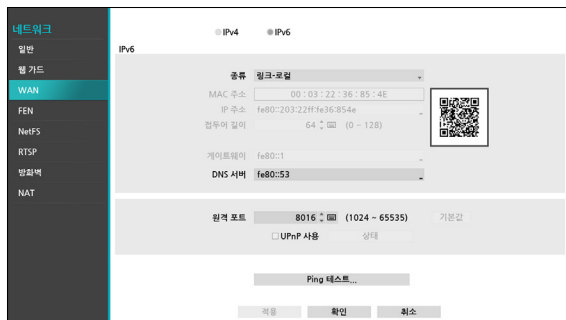 네트워크
일반
웹 가드
WAN
FEN
NetFS
RTSP
방화벽
NAT
IPv4 IPv6
IPv6
종류 링크-로컬
MAC 주소 00 : 03 : 22 : 36 : 85 : 4E
IP 주소 fe80::203:22ff:fe36:854e
접두어 길이 64 (0 ~ 128)
게이트웨이 fe80::1
DNS 서버 fe80::53
원격 포트 8016 (1024 ~ 65535) 기본값
UPnP 사용 상태
Ping 테스트...
적용 확인 취소